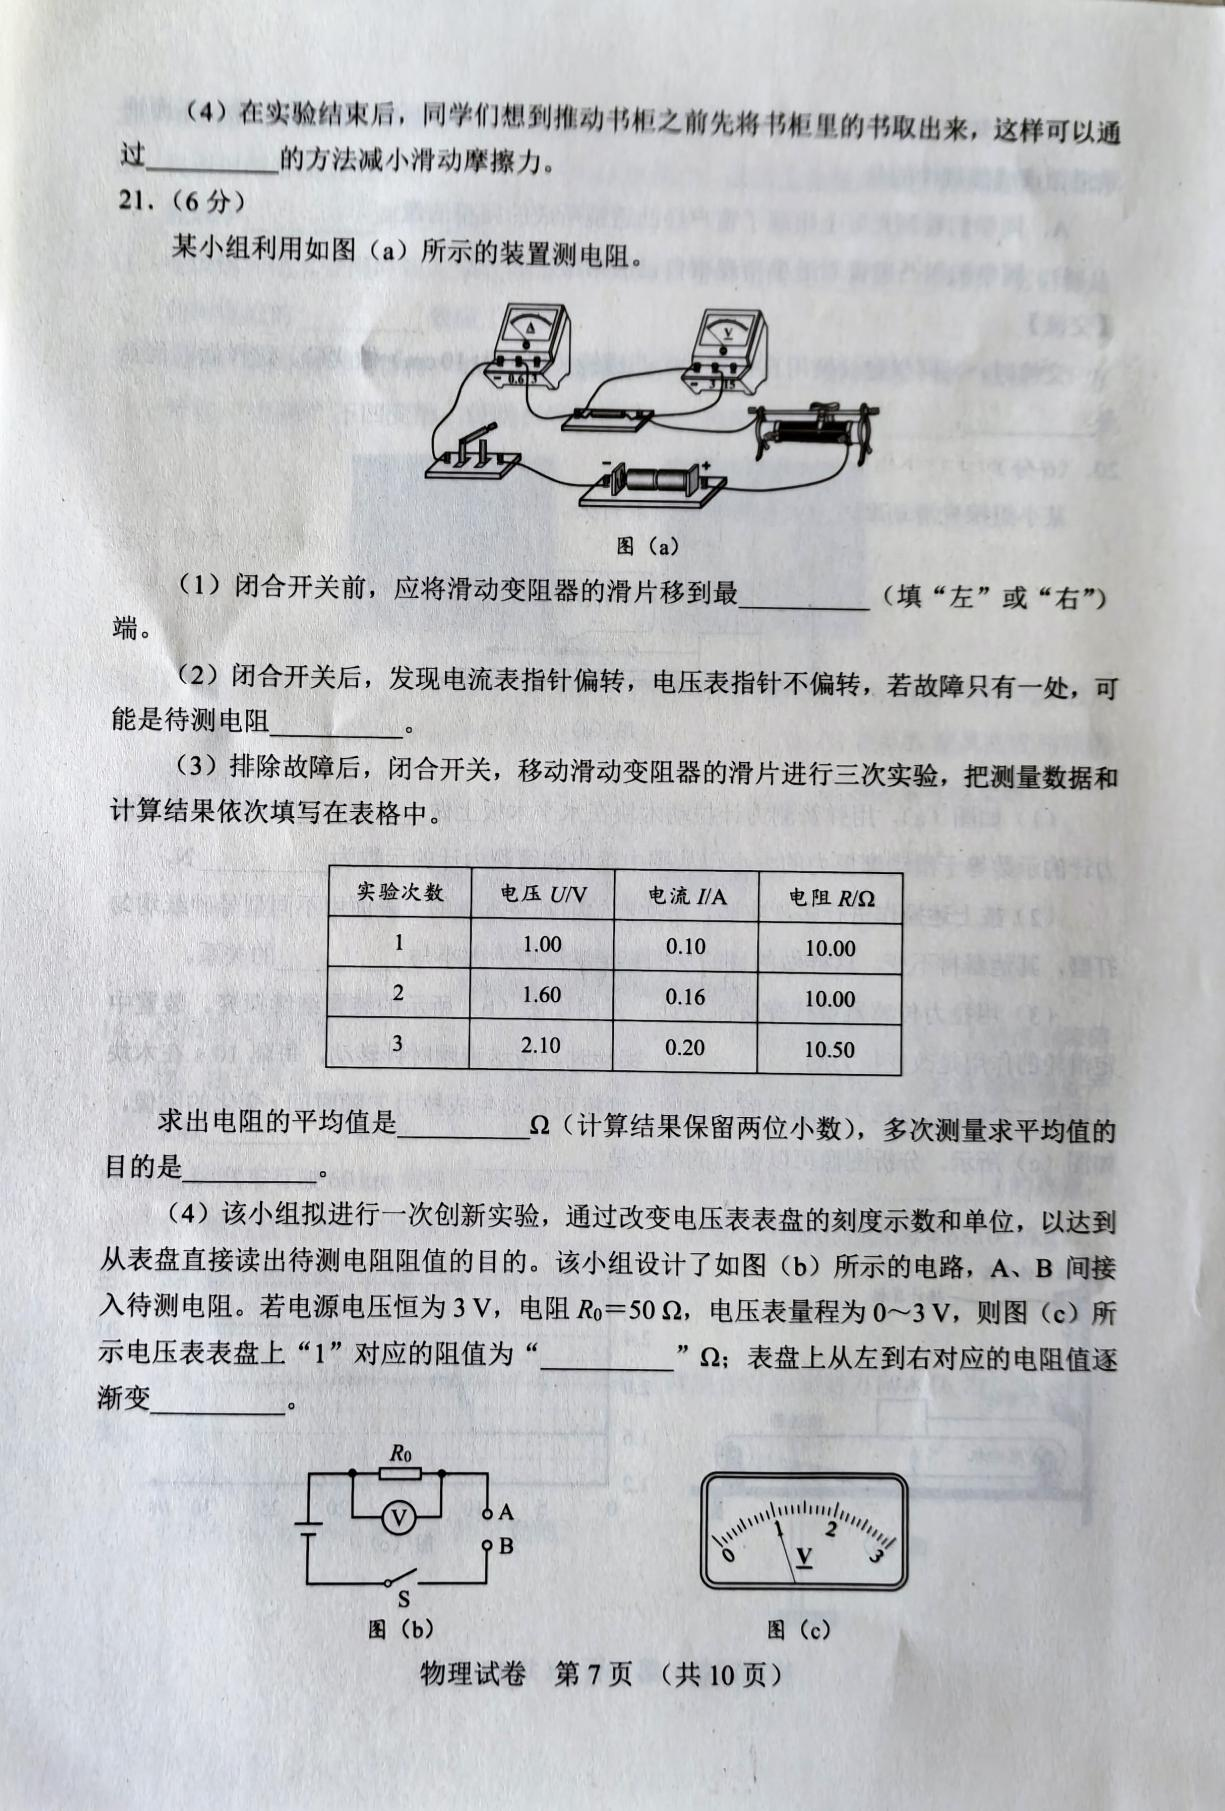 （4）在实验结束后，同学们想到推动书柜之前先将书柜里的书取出来，这样可以通
过________的方法减小滑动摩擦力。
21.（6分）
某小组利用如图（a）所示的装置测电阻。
A
V
- 0.6 3
- 3 15
- +
图（a）
（1）闭合开关前，应将滑动变阻器的滑片移到最________（填“左”或“右”）
端。
（2）闭合开关后，发现电流表指针偏转，电压表指针不偏转，若故障只有一处，可
能是待测电阻________。
（3）排除故障后，闭合开关，移动滑动变阻器的滑片进行三次实验，把测量数据和
计算结果依次填写在表格中。
实验次数 电压 U/V 电流 I/A 电阻 R/Ω
1 1.00 0.10 10.00
2 1.60 0.16 10.00
3 2.10 0.20 10.50
求出电阻的平均值是________Ω（计算结果保留两位小数），多次测量求平均值的
目的是________。
（4）该小组拟进行一次创新实验，通过改变电压表表盘的刻度示数和单位，以达到
从表盘直接读出待测电阻阻值的目的。该小组设计了如图（b）所示的电路，A、B 间接
入待测电阻。若电源电压恒为 3 V，电阻 R₀＝50 Ω，电压表量程为 0～3 V，则图（c）所
示电压表表盘上“1”对应的阻值为“________”Ω；表盘上从左到右对应的电阻值逐
渐变________。
R₀
V
A
B
S
图（b）
0 1 2 3
V
图（c）
物理试卷 第 7 页 （共 10 页）